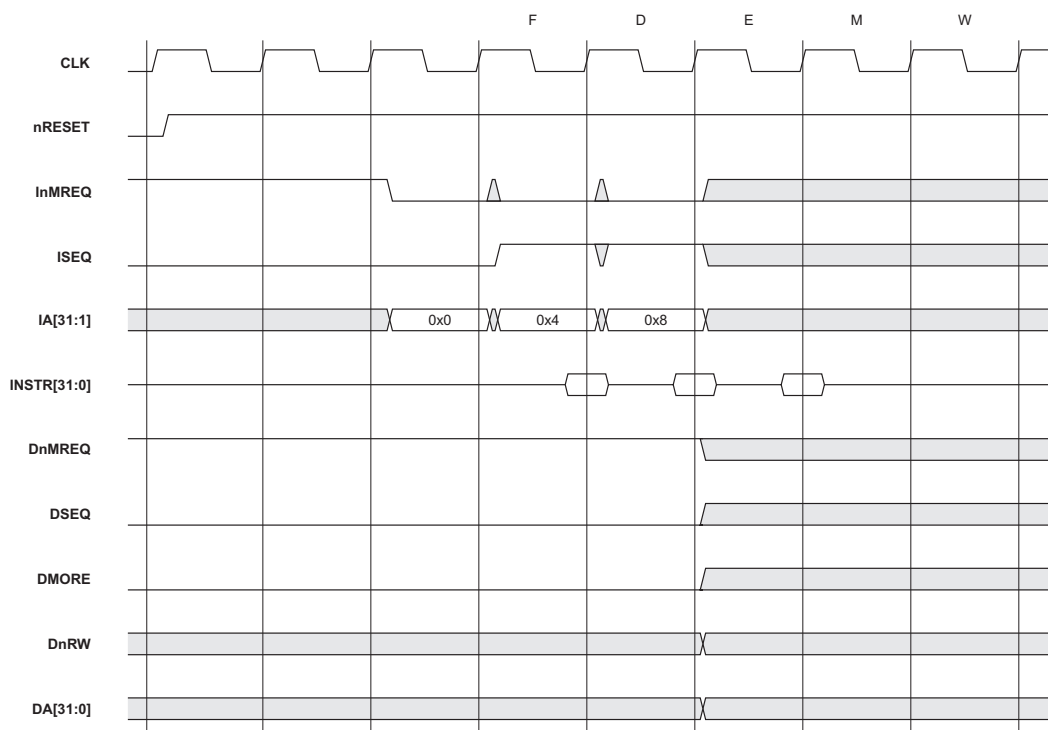 F D E M W
CLK
nRESET
InMREQ
ISEQ
IA[31:1] 0x0 0x4 0x8
INSTR[31:0]
DnMREQ
DSEQ
DMORE
DnRW
DA[31:0]